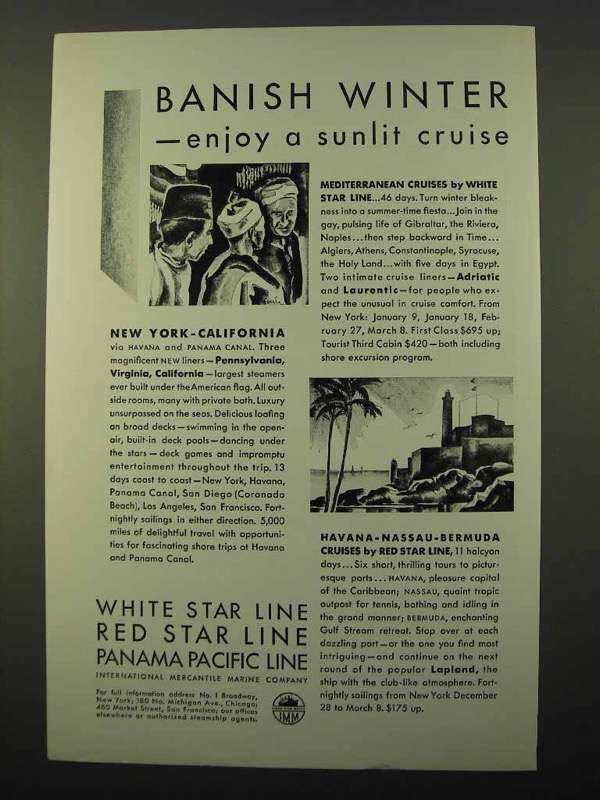 BANISH WINTER
—enjoy a sunlit cruise
MEDITERRANEAN CRUISES by WHITE
STAR LINE...46 days. Turn winter bleak-
ness into a summer-time fiesta...Join in the
gay, pulsing life of Gibraltar, the Riviera,
Naples...then step backward in Time...
Algiers, Athens, Constantinople, Syracuse,
the Holy Land...with five days in Egypt.
Two intimate cruise liners—Adriatic
and Laurentic—for people who ex-
pect the unusual in cruise comfort. From
New York: January 9, January 18, Feb-
ruary 27, March 8. First Class $695 up;
Tourist Third Cabin $420—both including
shore excursion program.
NEW YORK-CALIFORNIA
via HAVANA and PANAMA CANAL. Three
magnificent NEW liners—Pennsylvania,
Virginia, California—largest steamers
ever built under the American flag. All out-
side rooms, many with private bath. Luxury
unsurpassed on the seas. Delicious loafing
on broad decks—swimming in the open-
air, built-in deck pools—dancing under
the stars—deck games and impromptu
entertainment throughout the trip. 13
days coast to coast—New York, Havana,
Panama Canal, San Diego (Coronado
Beach), Los Angeles, San Francisco. Fort-
nightly sailings in either direction. 5,000
miles of delightful travel with opportuni-
ties for fascinating shore trips at Havana
and Panama Canal.
HAVANA-NASSAU-BERMUDA
CRUISES by RED STAR LINE, 11 halcyon
days...Six short, thrilling tours to pictur-
esque ports...HAVANA, pleasure capital
of the Caribbean; NASSAU, quaint tropic
outpost for tennis, bathing and idling in
the grand manner; BERMUDA, enchanting
Gulf Stream retreat. Stop over at each
dazzling port—or the one you find most
intriguing—and continue on the next
round of the popular Lapland, the
ship with the club-like atmosphere. Fort-
nightly sailings from New York December
28 to March 8. $175 up.
WHITE STAR LINE
RED STAR LINE
PANAMA PACIFIC LINE
INTERNATIONAL MERCANTILE MARINE COMPANY
For full information address No. 1 Broadway,
New York; 180 No. Michigan Ave., Chicago;
460 Market Street, San Francisco; our offices
elsewhere or authorized steamship agents.
IMM